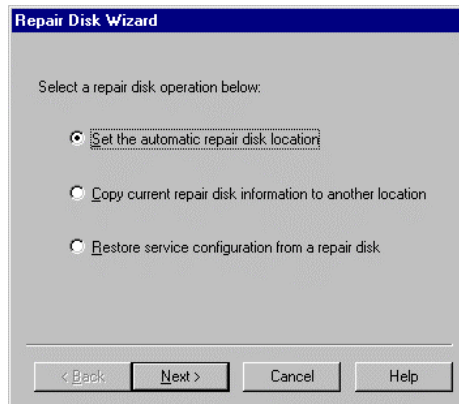 Repair Disk Wizard
Select a repair disk operation below:
Set the automatic repair disk location
Copy current repair disk information to another location
Restore service configuration from a repair disk
< Back Next > Cancel Help